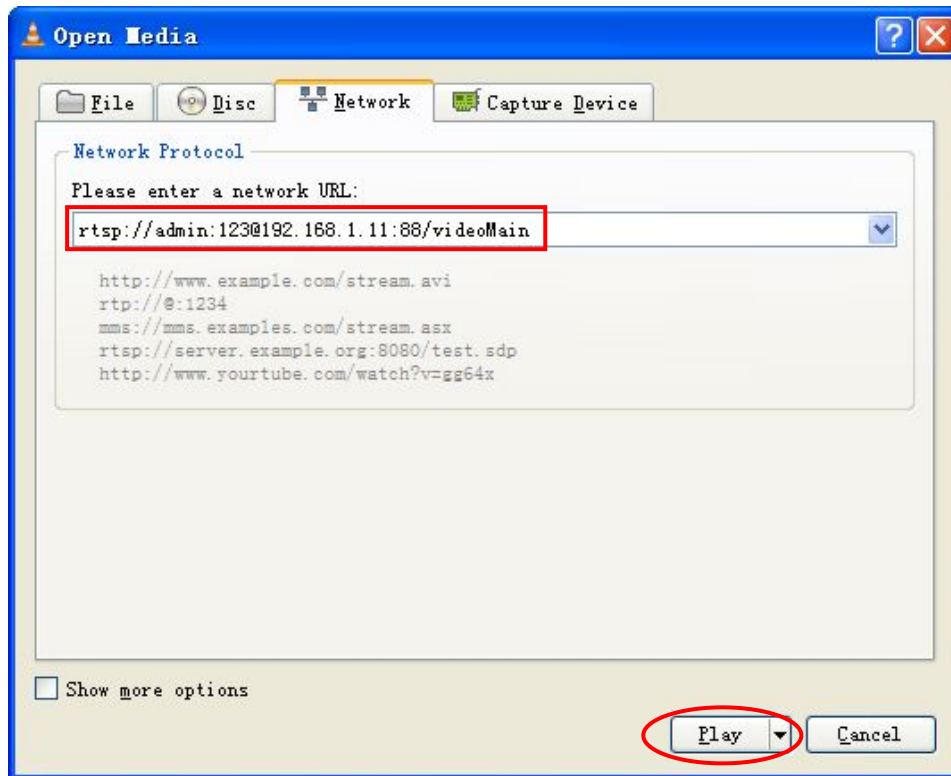 Open Media
File Disc Network Capture Device
Network Protocol
Please enter a network URL:
rtsp://admin:123@192.168.1.11:88/videoMain
http://www.example.com/stream.avi
rtp://@:1234
mms://mms.examples.com/stream.asx
rtsp://server.example.org:8080/test.sdp
http://www.yourtube.com/watch?v=gg64x
Show more options
Play Cancel